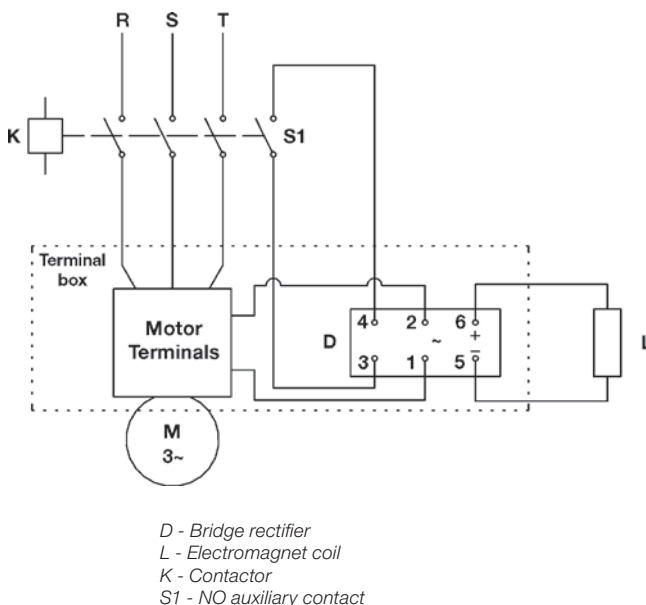 R S T
K
S1
Terminal
box
Motor
Terminals
D
4 2 6
~ +
3 1 – 5
L
M
3~
D - Bridge rectifier
L - Electromagnet coil
K - Contactor
S1 - NO auxiliary contact